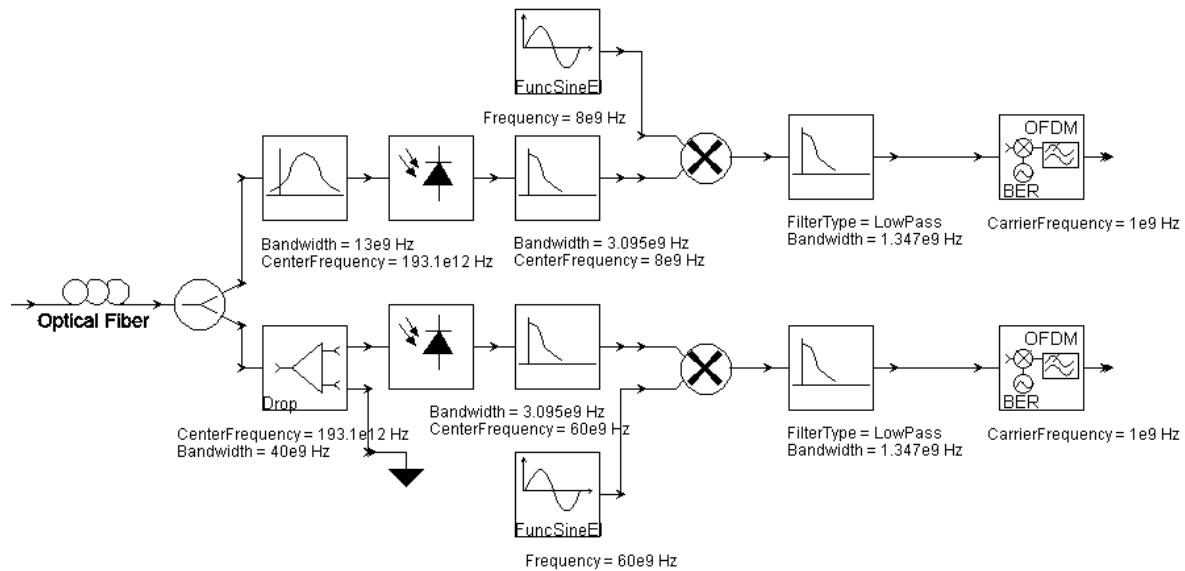 FuncSineEl
Frequency = 8e9 Hz
OFDM
BER
Bandwidth = 13e9 Hz
CenterFrequency = 193.1e12 Hz
Bandwidth = 3.095e9 Hz
CenterFrequency = 8e9 Hz
FilterType = LowPass
Bandwidth = 1.347e9 Hz
CarrierFrequency = 1e9 Hz
Optical Fiber
Drop
CenterFrequency = 193.1e12 Hz
Bandwidth = 40e9 Hz
Bandwidth = 3.095e9 Hz
CenterFrequency = 60e9 Hz
OFDM
BER
FilterType = LowPass
Bandwidth = 1.347e9 Hz
CarrierFrequency = 1e9 Hz
FuncSineEl
Frequency = 60e9 Hz